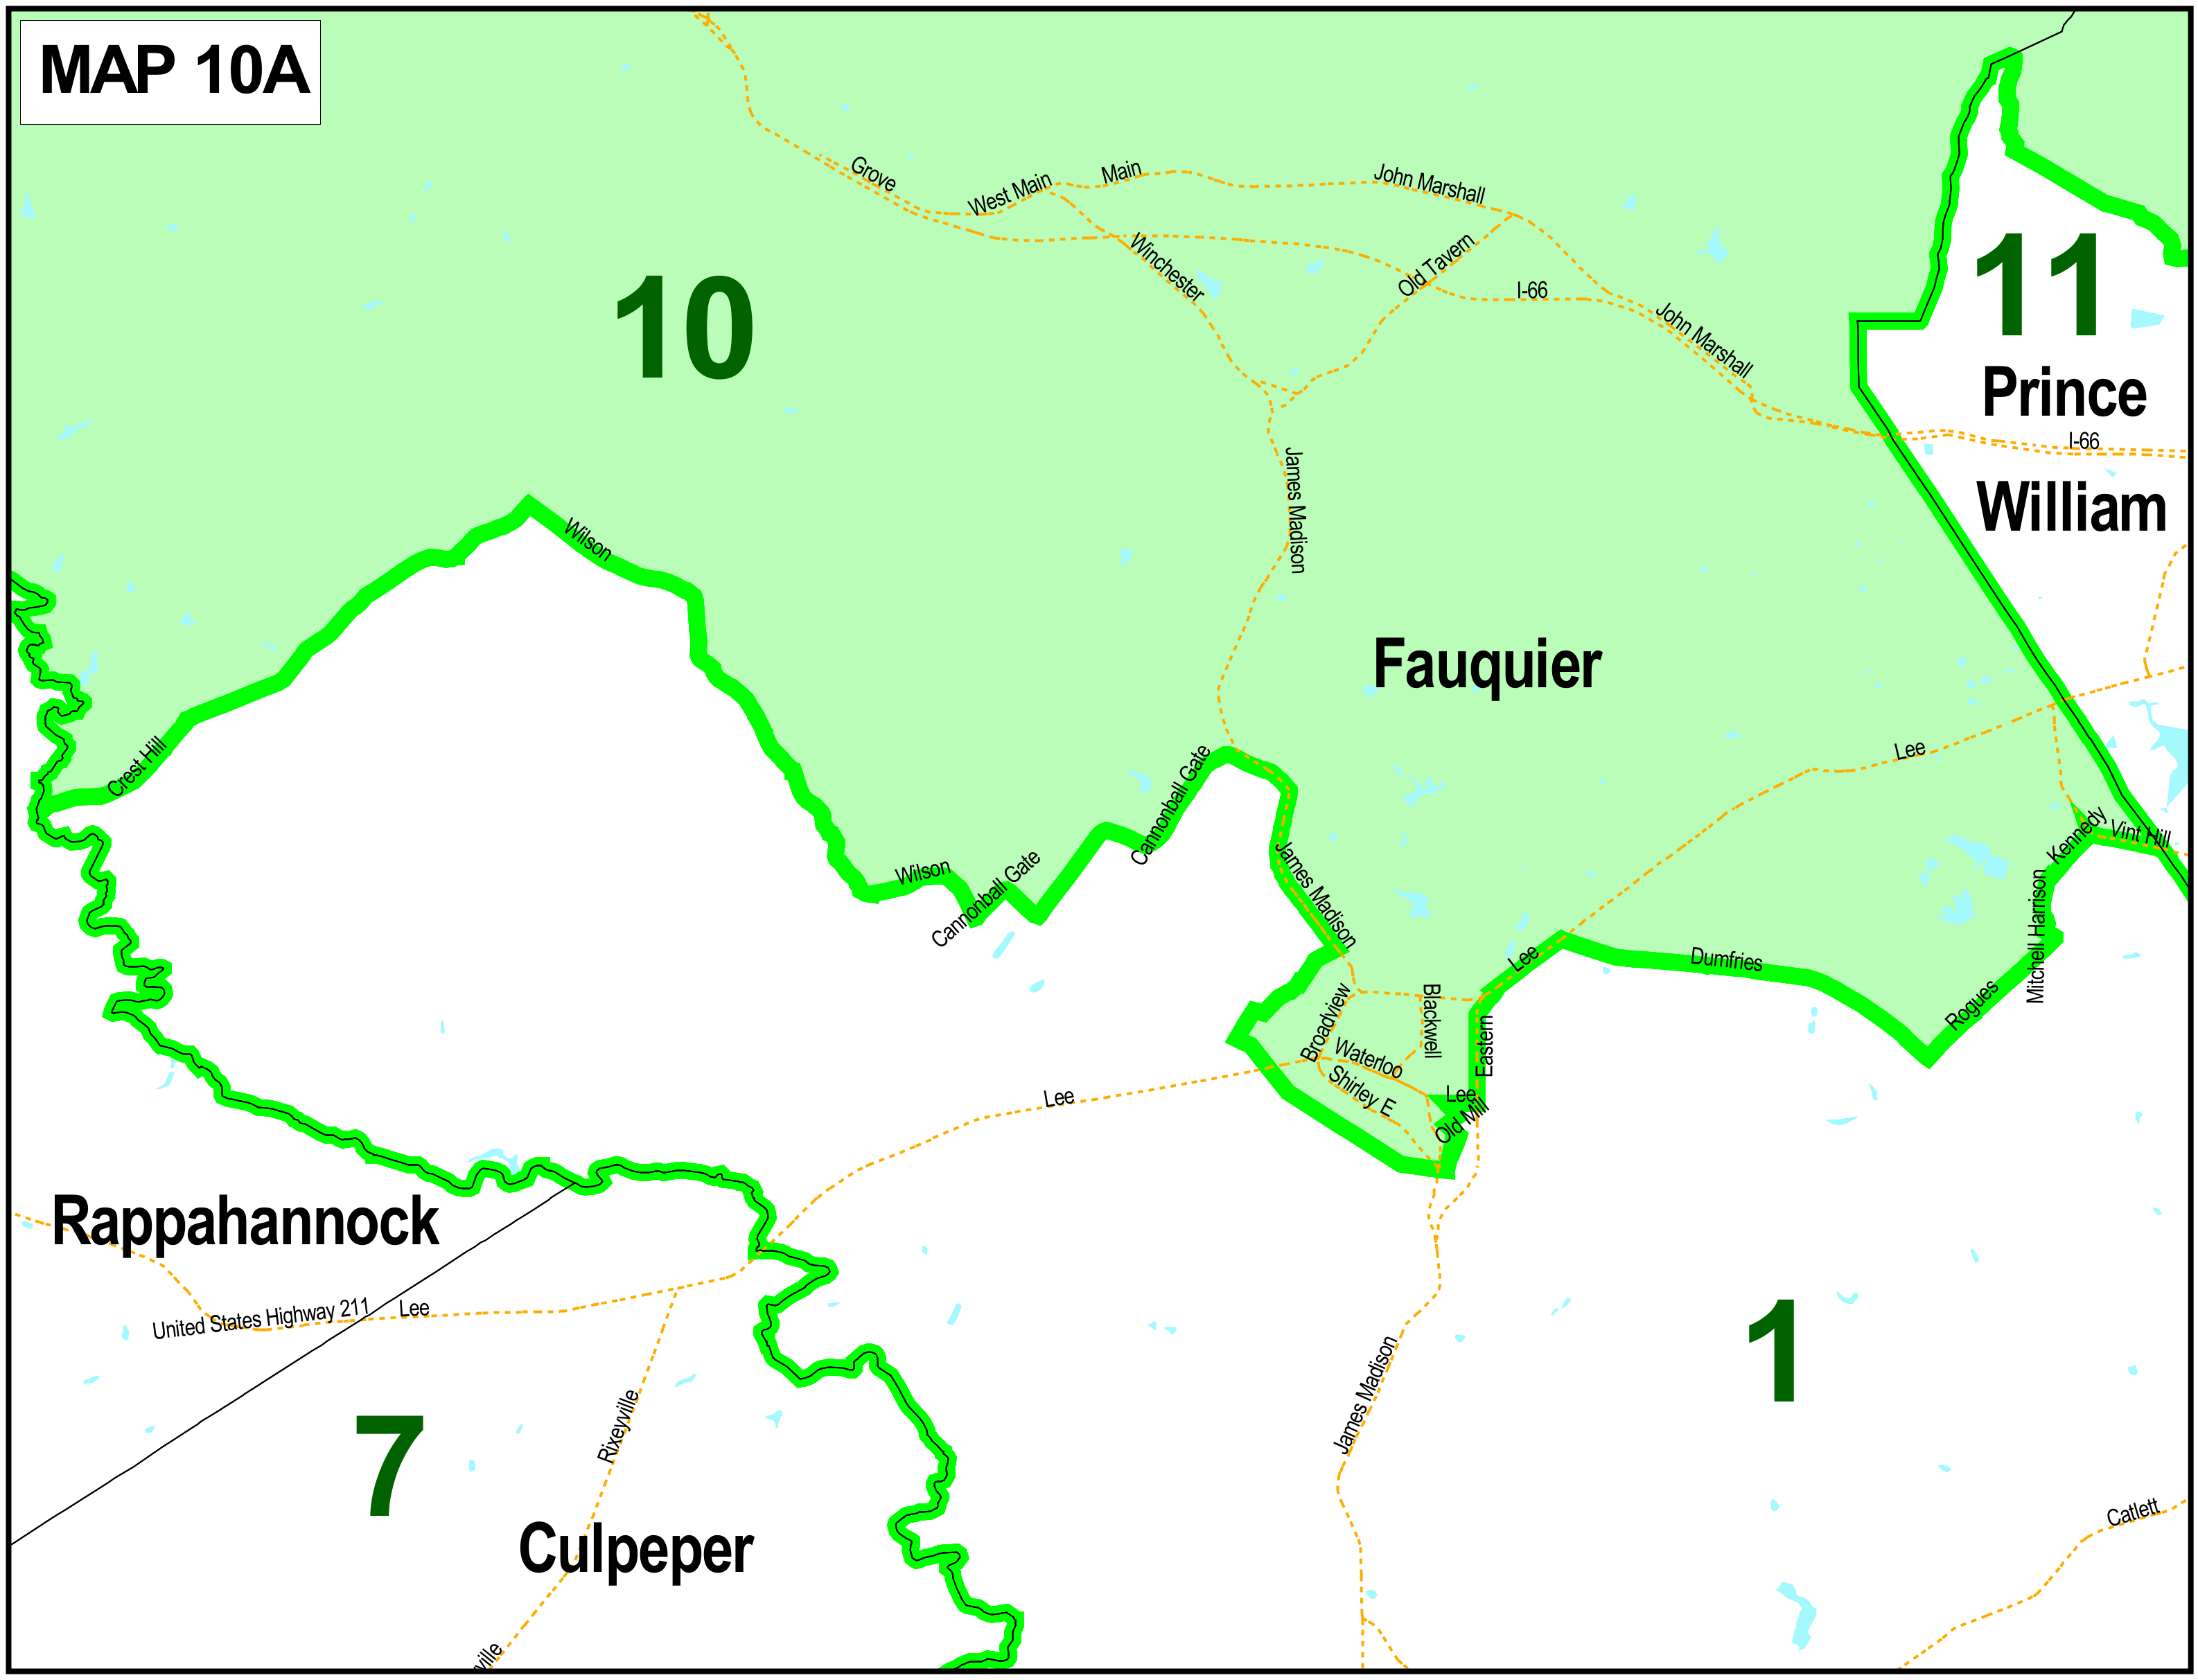 MAP 10A
Grove
West Main
Main
John Marshall
Winchester
Old Tavern
I-66
John Marshall
10
11
Prince
William
I-66
James Madison
Wilson
Fauquier
Crest Hill
Cannonball Gate
Lee
Wilson
Cannonball Gate
James Madison
Kennedy
Vint Hill
Mitchell Harrison
Lee
Dumfries
Rogues
Broadview
Blackwell
Eastern
Waterloo
Shirley E
Lee
Old Mill
Lee
Rappahannock
United States Highway 211
Lee
1
7
Rixeyville
James Madison
Culpeper
Catlett
ville